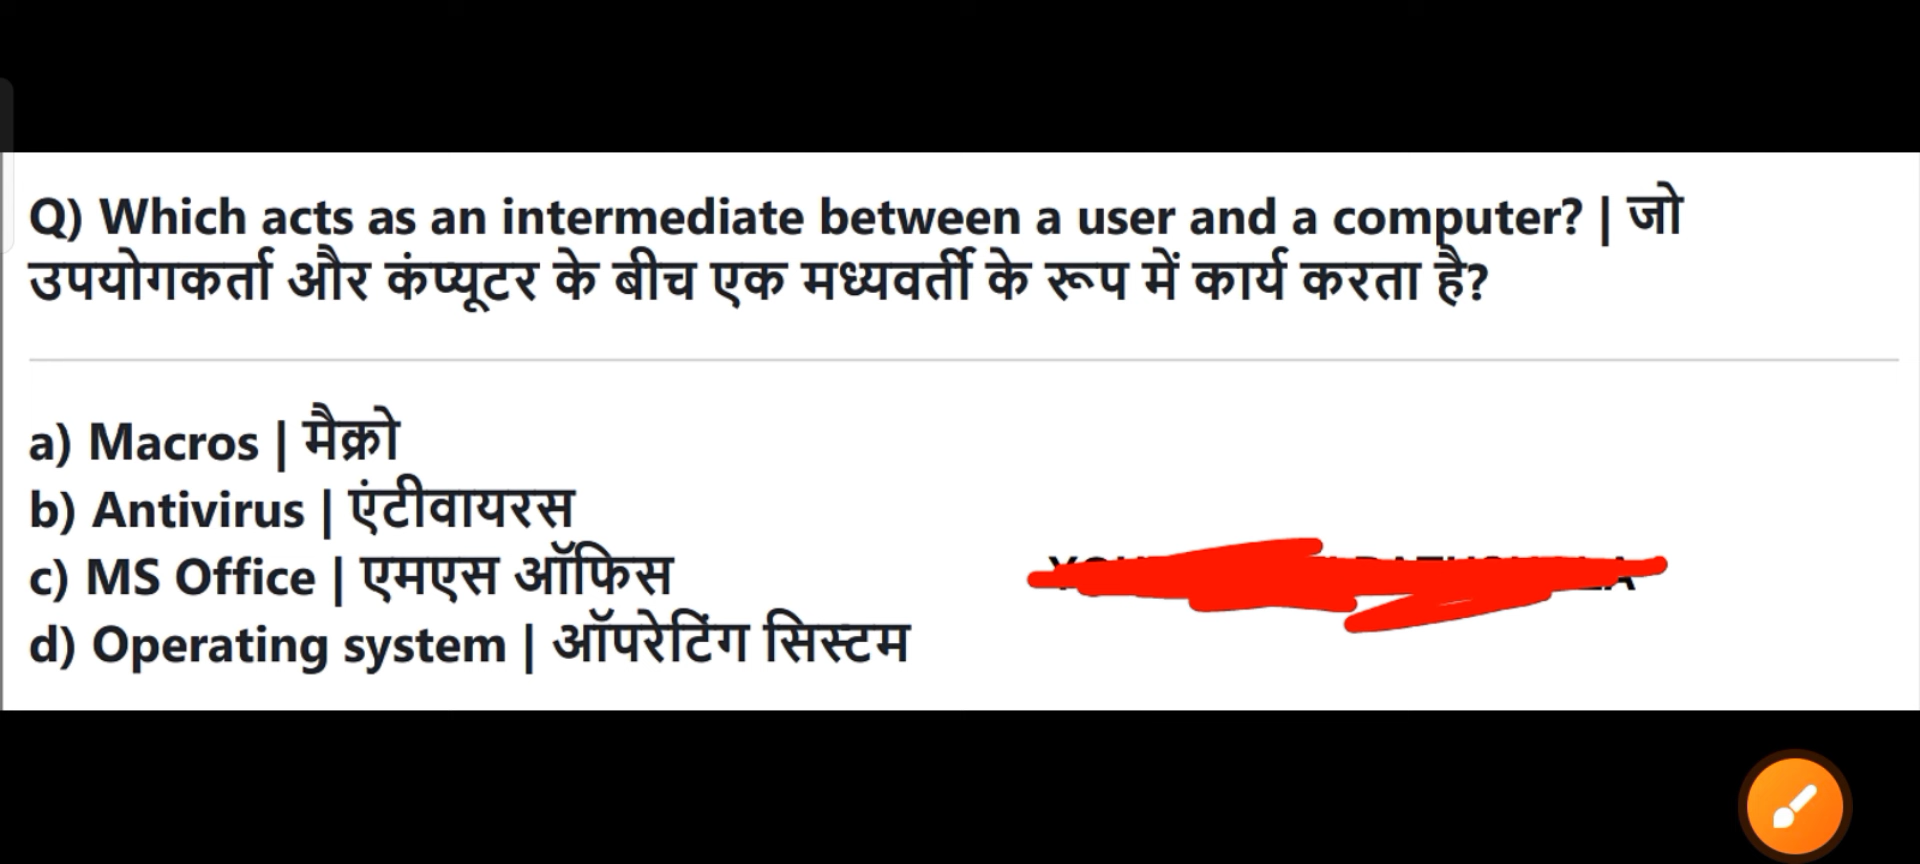 Q) Which acts as an intermediate between a user and a computer? | जो
उपयोगकर्ता और कंप्यूटर के बीच एक मध्यवर्ती के रूप में कार्य करता है?
a) Macros | मैक्रो
b) Antivirus | एंटीवायरस
c) MS Office | एमएस ऑफिस
d) Operating system | ऑपरेटिंग सिस्टम